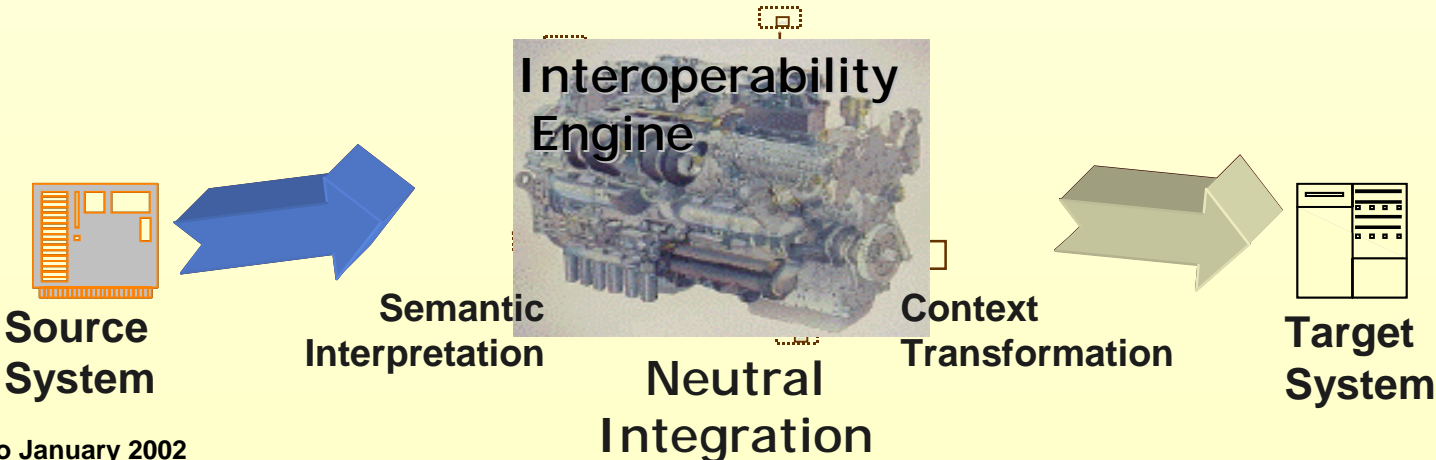 Interoperability
Engine
Source
System
Semantic
Interpretation
Neutral
Integration
Context
Transformation
Target
System
January 2002